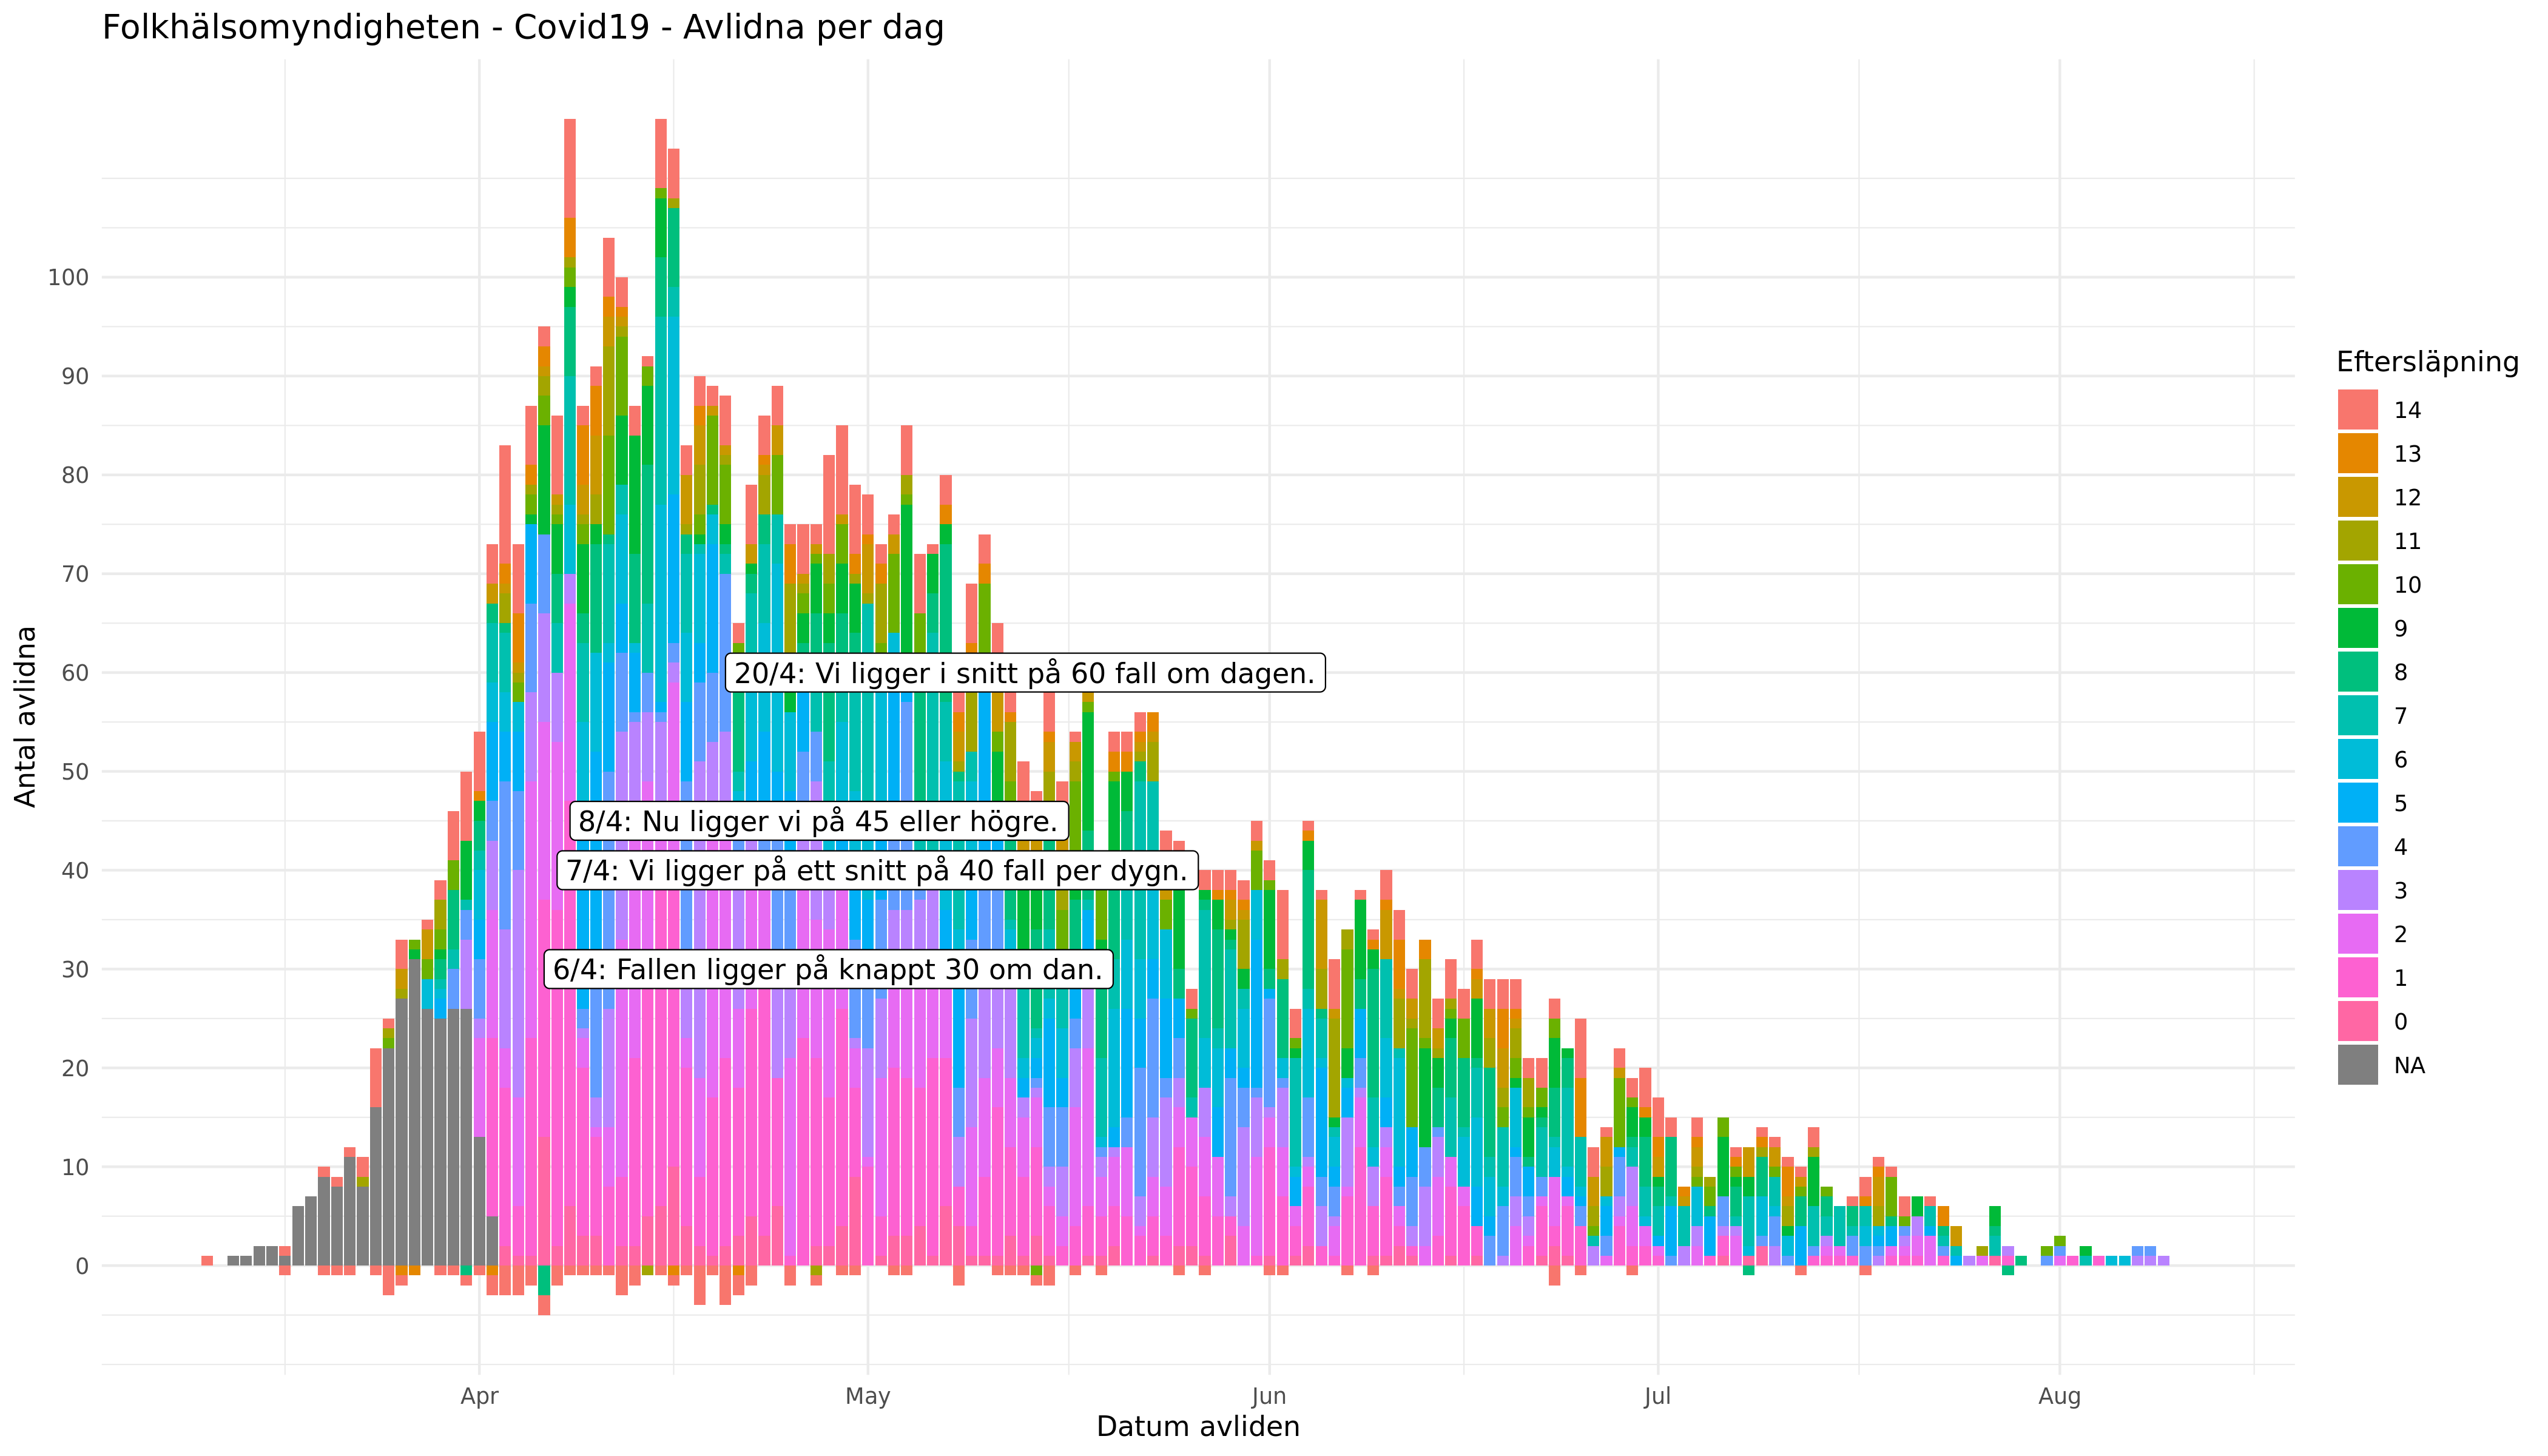 Folkhälsomyndigheten - Covid19 - Avlidna per dag
Antal avlidna
100
90
80
70
60
50
40
30
20
10
0
20/4: Vi ligger i snitt på 60 fall om dagen.
8/4: Nu ligger vi på 45 eller högre.
7/4: Vi ligger på ett snitt på 40 fall per dygn.
6/4: Fallen ligger på knappt 30 om dan.
Apr
May
Jun
Jul
Aug
Datum avliden
Eftersläpning
14
13
12
11
10
9
8
7
6
5
4
3
2
1
0
NA